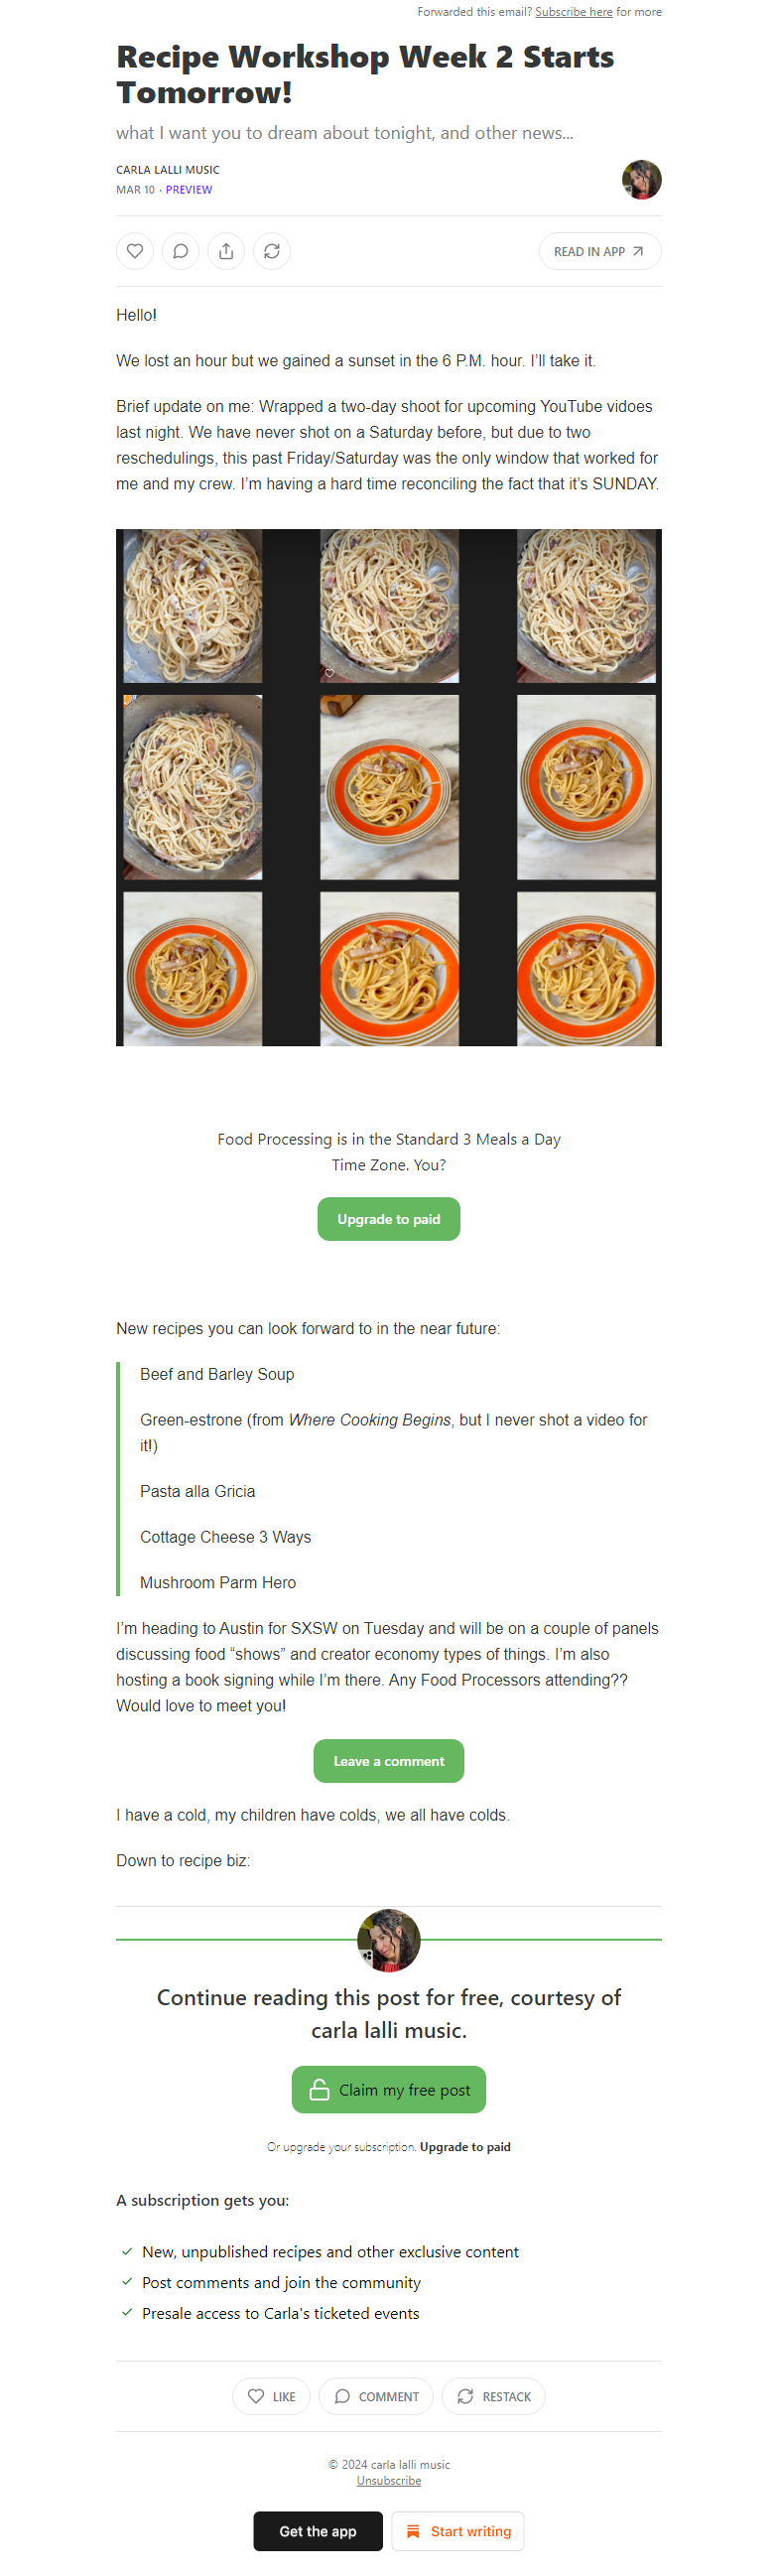 Forwarded this email? Subscribe here for more
Recipe Workshop Week 2 Starts
Tomorrow!
what I want you to dream about tonight, and other news...
CARLA LALLI MUSIC
MAR 10 · PREVIEW
READ IN APP
Hello!
We lost an hour but we gained a sunset in the 6 P.M. hour. I’ll take it.
Brief update on me: Wrapped a two-day shoot for upcoming YouTube vidoes
last night. We have never shot on a Saturday before, but due to two
reschedulings, this past Friday/Saturday was the only window that worked for
me and my crew. I’m having a hard time reconciling the fact that it’s SUNDAY.
Food Processing is in the Standard 3 Meals a Day
Time Zone. You?
Upgrade to paid
New recipes you can look forward to in the near future:
Beef and Barley Soup
Green-estrone (from Where Cooking Begins, but I never shot a video for
it!)
Pasta alla Gricia
Cottage Cheese 3 Ways
Mushroom Parm Hero
I’m heading to Austin for SXSW on Tuesday and will be on a couple of panels
discussing food “shows” and creator economy types of things. I’m also
hosting a book signing while I’m there. Any Food Processors attending??
Would love to meet you!
Leave a comment
I have a cold, my children have colds, we all have colds.
Down to recipe biz:
Continue reading this post for free, courtesy of
carla lalli music.
Claim my free post
Or upgrade your subscription. Upgrade to paid
A subscription gets you:
New, unpublished recipes and other exclusive content
Post comments and join the community
Presale access to Carla's ticketed events
LIKE
COMMENT
RESTACK
© 2024 carla lalli music
Unsubscribe
Get the app
Start writing